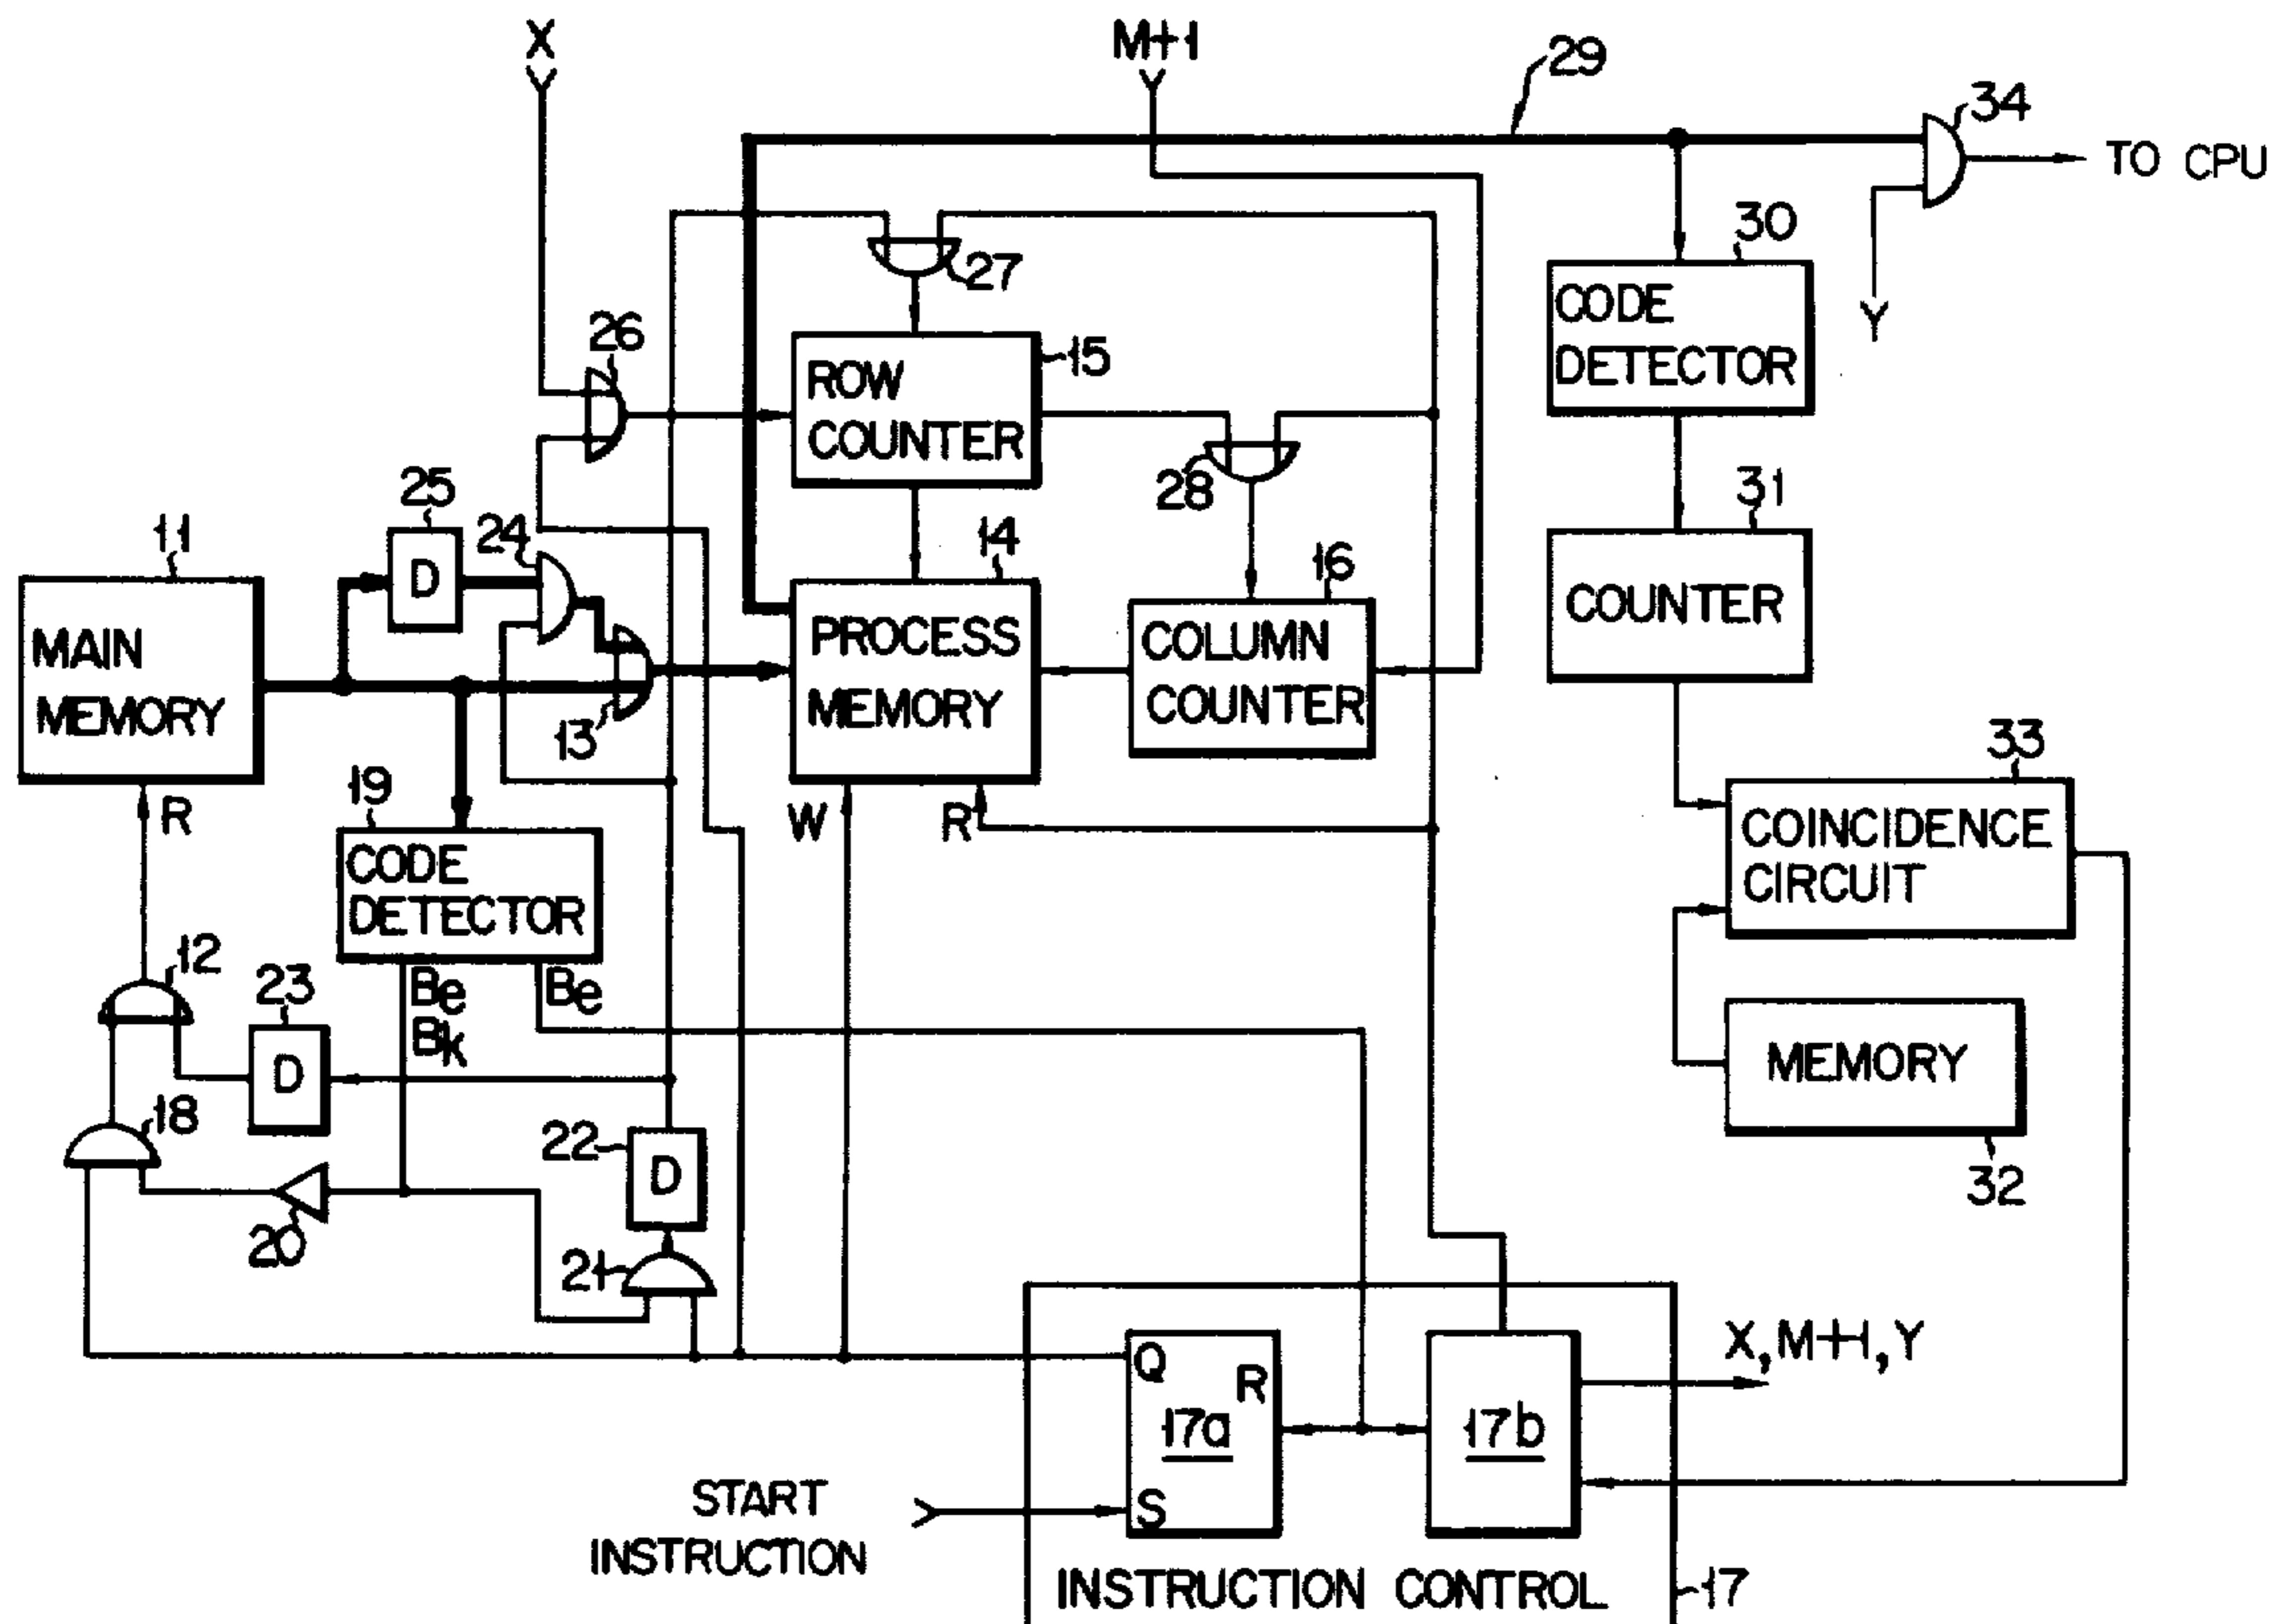 X
M+1
29
34
TO CPU
27
30
CODE
DETECTOR
Y
26
15
ROW
COUNTER
28
25
D
24
31
COUNTER
11
MAIN
MEMORY
14
PROCESS
MEMORY
16
COLUMN
COUNTER
13
33
COINCIDENCE
CIRCUIT
R
19
CODE
DETECTOR
W
R
12
23
D
Be
Bk
Be
MEMORY
32
18
22
D
20
21
Q
R
17a
S
17b
X, M+1, Y
START
INSTRUCTION
INSTRUCTION CONTROL
17